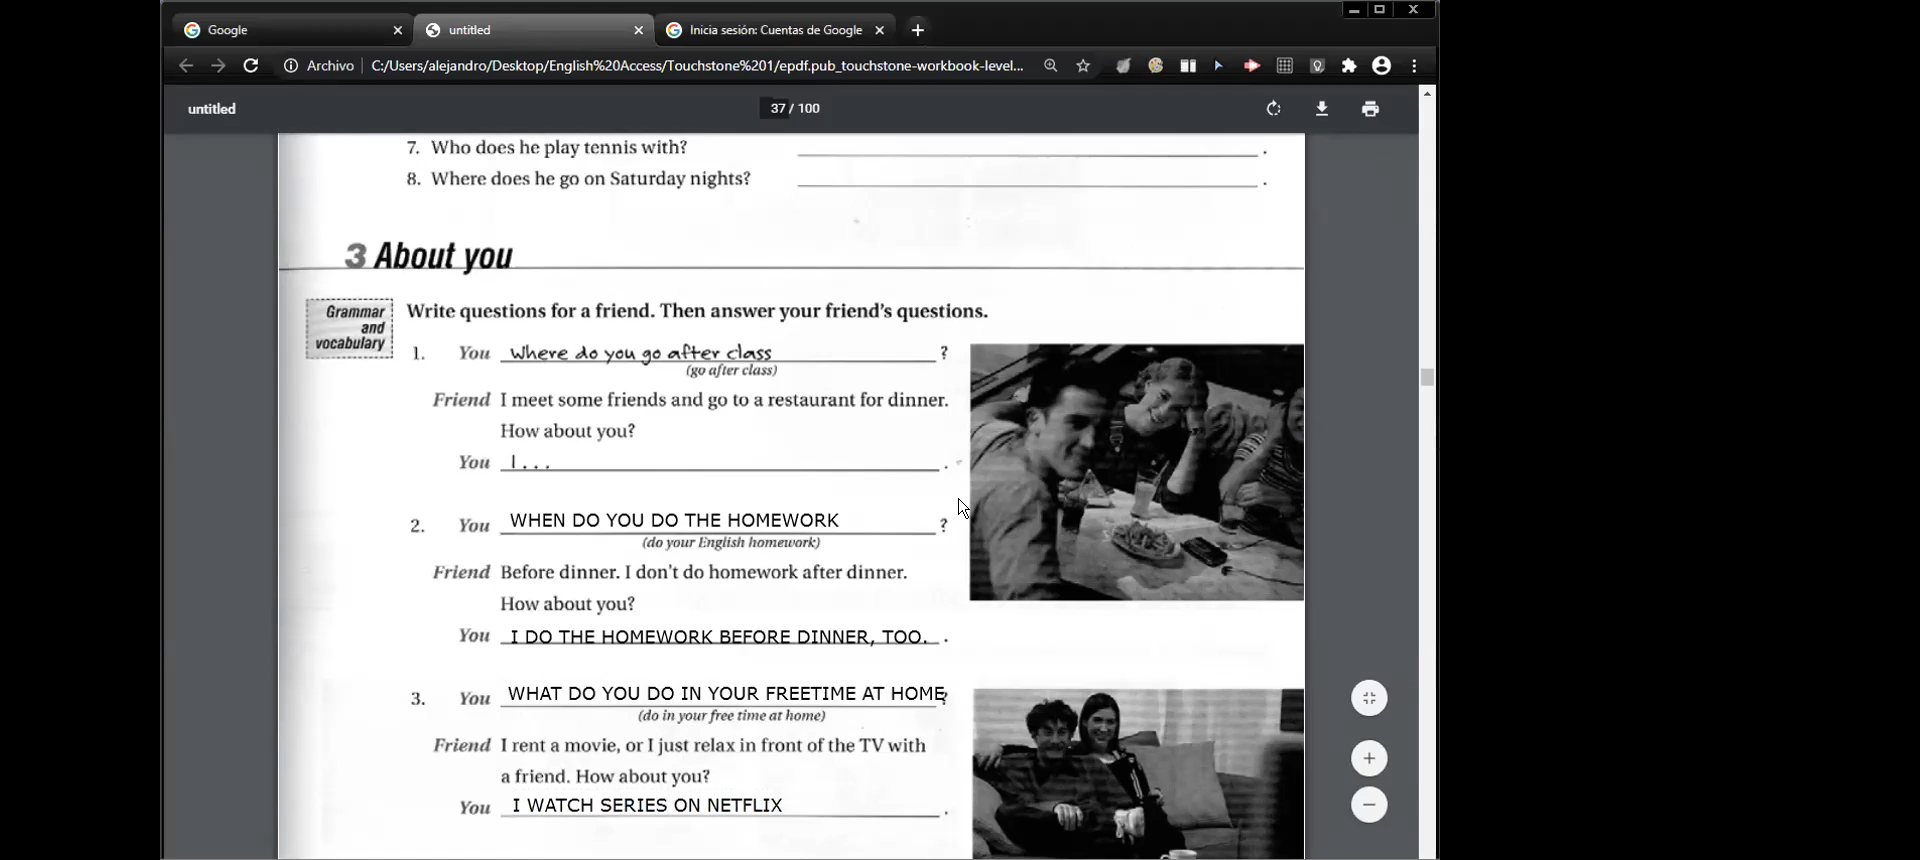 Google
untitled
Inicia sesión: Cuentas de Google
Archivo
C:/Users/alejandro/Desktop/English%20Access/Touchstone%201/epdf.pub_touchstone-workbook-level...
untitled
37 / 100
7. Who does he play tennis with? .
8. Where does he go on Saturday nights? .
3 About you
Grammar
and
vocabulary
Write questions for a friend. Then answer your friend's questions.
1. You Where do you go after class ?
(go after class)
Friend I meet some friends and go to a restaurant for dinner.
How about you?
You I . . . .
2. You WHEN DO YOU DO THE HOMEWORK ?
(do your English homework)
Friend Before dinner. I don't do homework after dinner.
How about you?
You I DO THE HOMEWORK BEFORE DINNER, TOO. .
3. You WHAT DO YOU DO IN YOUR FREETIME AT HOME ?
(do in your free time at home)
Friend I rent a movie, or I just relax in front of the TV with
a friend. How about you?
You I WATCH SERIES ON NETFLIX .